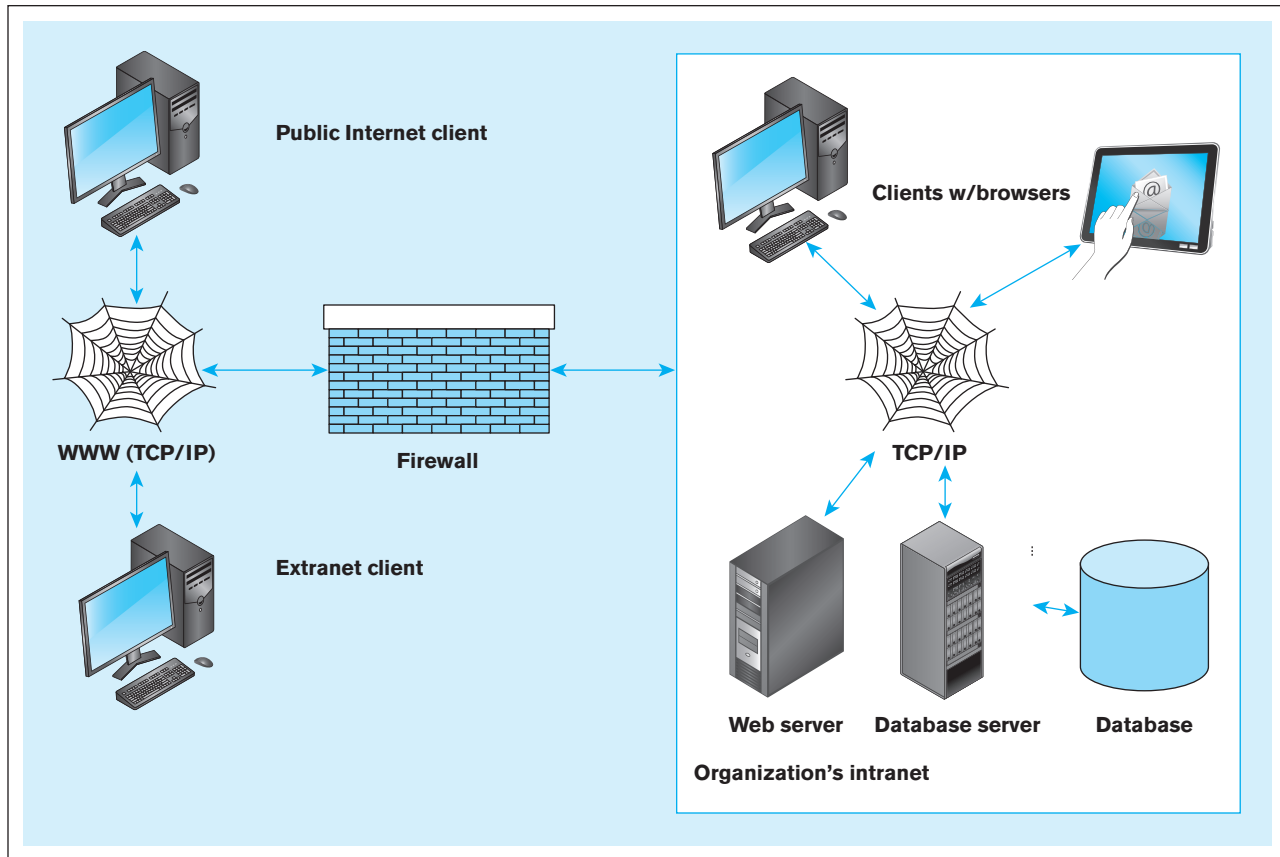 Public Internet client
Clients w/browsers
@
@
WWW (TCP/IP)
Firewall
TCP/IP
Extranet client
Web server
Database server
Database
Organization's intranet